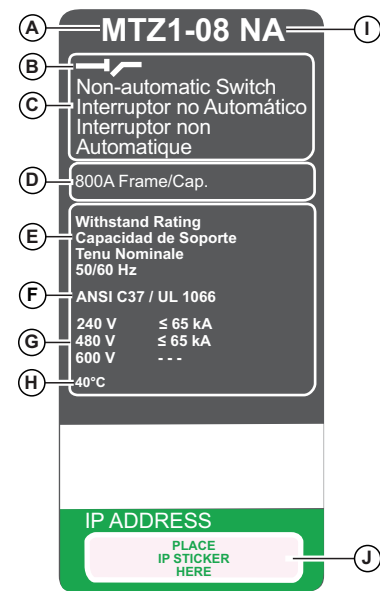 A MTZ1-08 NA I
B
Non-automatic Switch
C Interruptor no Automático
Interruptor non
Automatique
D 800A Frame/Cap.
Withstand Rating
E Capacidad de Soporte
Tenu Nominale
50/60 Hz
F ANSI C37 / UL 1066
240 V ≤ 65 kA
G 480 V ≤ 65 kA
600 V - - -
H 40°C
IP ADDRESS
PLACE
IP STICKER J
HERE